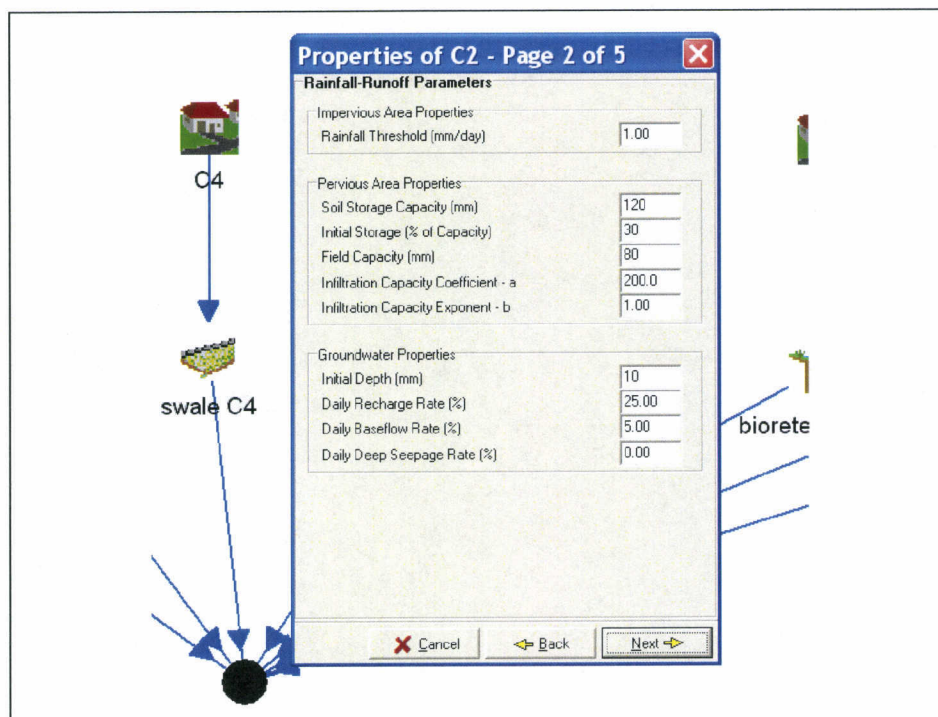 Properties of C2 - Page 2 of 5
Rainfall-Runoff Parameters
Impervious Area Properties
Rainfall Threshold (mm/day) 1.00
Pervious Area Properties
Soil Storage Capacity (mm) 120
Initial Storage (% of Capacity) 30
Field Capacity (mm) 80
Infiltration Capacity Coefficient - a 200.0
Infiltration Capacity Exponent - b 1.00
Groundwater Properties
Initial Depth (mm) 10
Daily Recharge Rate (%) 25.00
Daily Baseflow Rate (%) 5.00
Daily Deep Seepage Rate (%) 0.00
Cancel Back Next
C4
swale C4
biorete